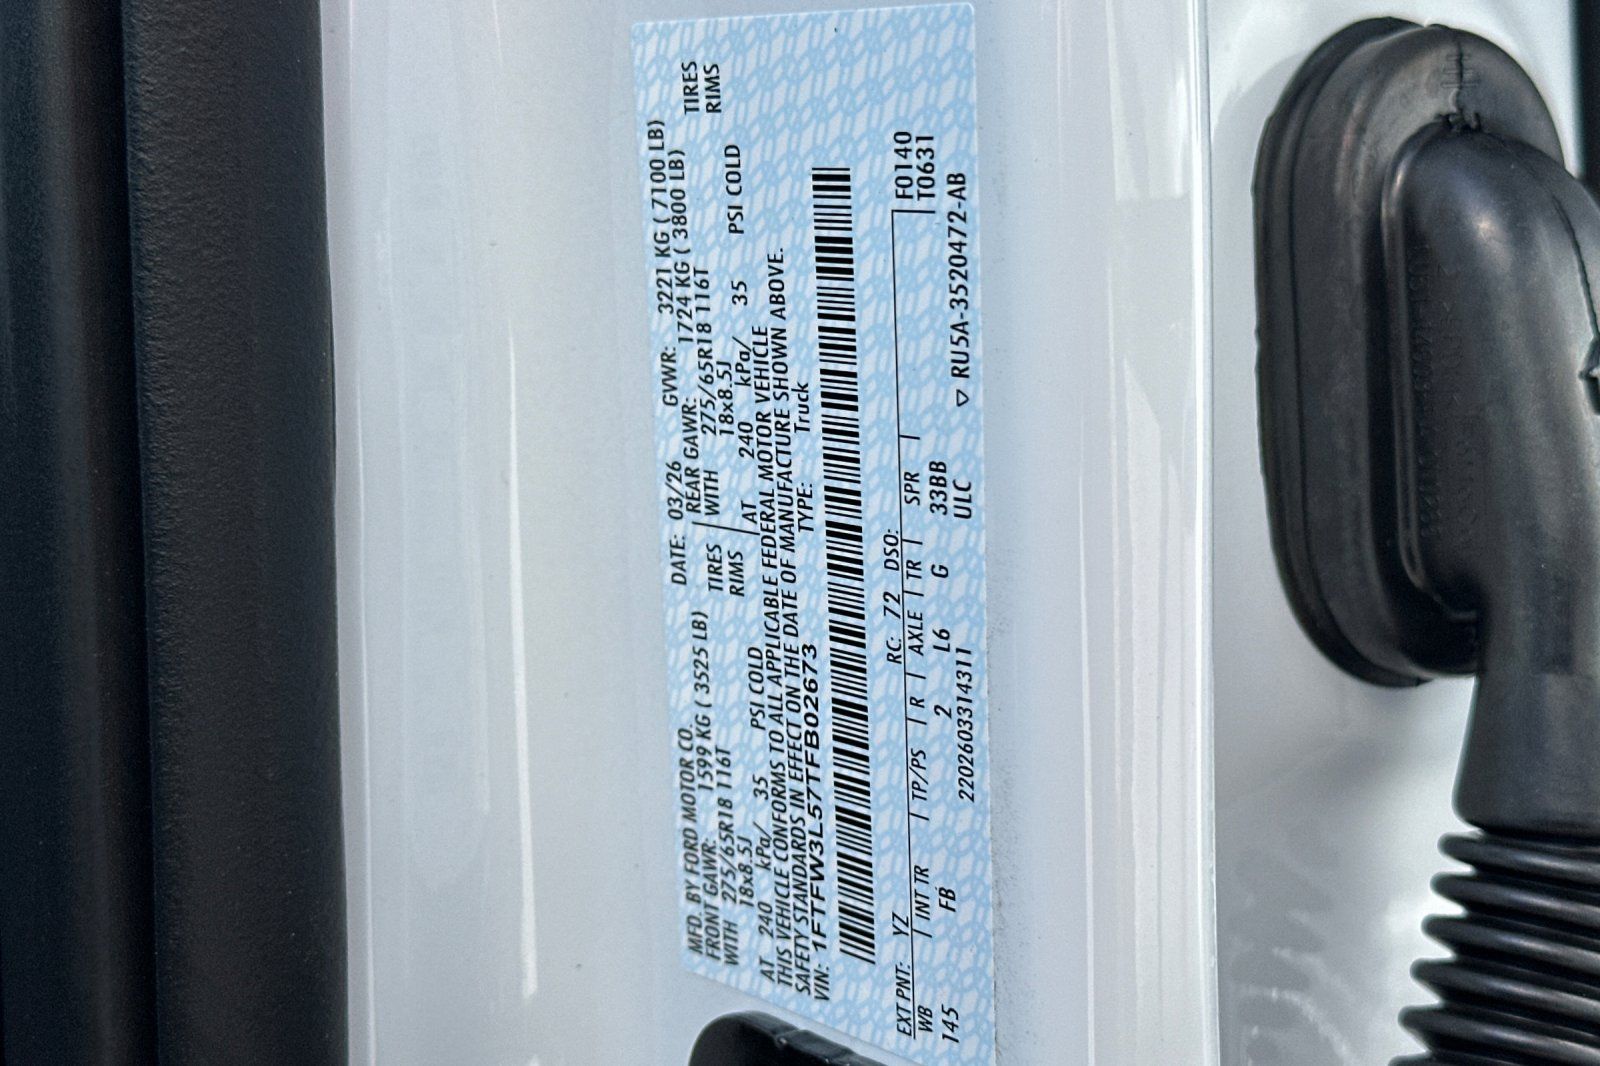 MFD. BY FORD MOTOR CO. DATE: 03/26 GVWR: 3221 KG ( 7100 LB)
FRONT GAWR: 1599 KG ( 3525 LB) REAR GAWR: 1724 KG ( 3800 LB)
WITH 275/65R18 116T TIRES WITH 275/65R18 116T TIRES
18x8.5J RIMS 18x8.5J RIMS
AT 240 kPa/ 35 PSI COLD AT 240 kPa/ 35 PSI COLD
THIS VEHICLE CONFORMS TO ALL APPLICABLE FEDERAL MOTOR VEHICLE
SAFETY STANDARDS IN EFFECT ON THE DATE OF MANUFACTURE SHOWN ABOVE.
VIN: 1FTFW3L57TFB02673 TYPE: Truck
EXT PNT: YZ RC: 72 DSO: F0140
WB INT TR TP/PS R AXLE TR SPR T0631
145 FB 2 L6 G 33BB
2202603314311 ULC ▽ RU5A-3520472-AB